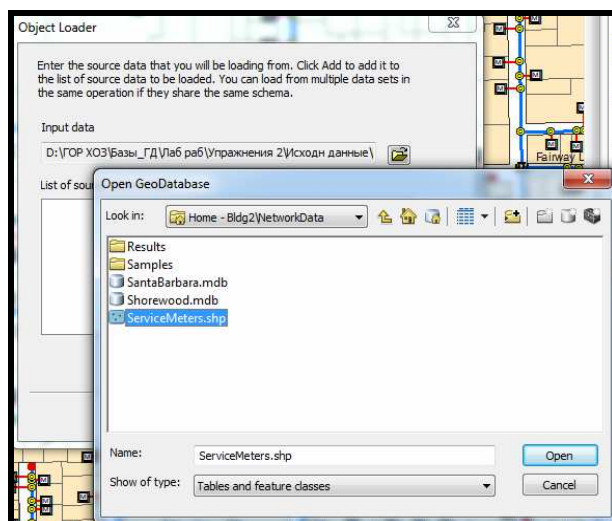 Object Loader
Enter the source data that you will be loading from. Click Add to add it to
the list of source data to be loaded. You can load from multiple data sets in
the same operation if they share the same schema.
Input data
D:\ГОР ХОЗ\Базы_ГД\Лаб раб\Упражнения 2\Исходн данные\
List of sou
Fairway L
Open GeoDatabase
Look in:
Home - Bldg2\NetworkData
Results
Samples
SantaBarbara.mdb
Shorewood.mdb
ServiceMeters.shp
Name:
ServiceMeters.shp
Open
Show of type:
Tables and feature classes
Cancel